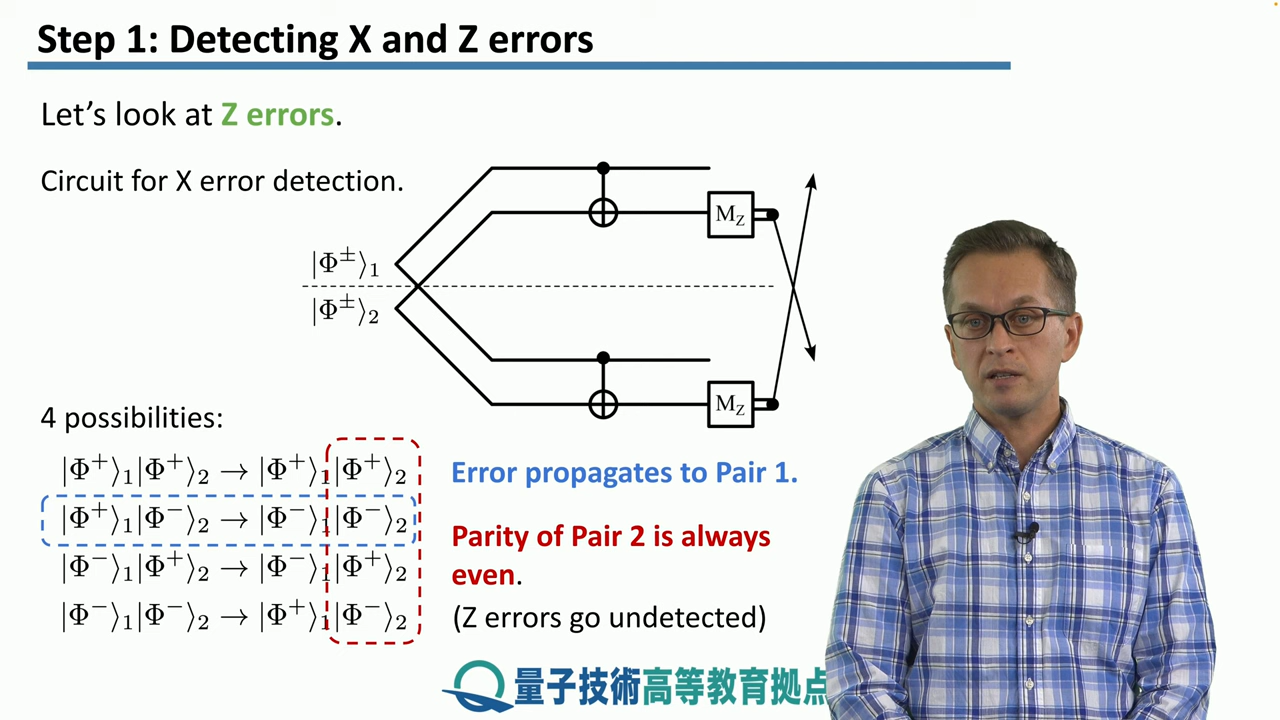 Step 1: Detecting X and Z errors
Let's look at Z errors.
Circuit for X error detection.
|Φ±⟩₁
|Φ±⟩₂
M_Z
M_Z
4 possibilities:
|Φ⁺⟩₁|Φ⁺⟩₂ → |Φ⁺⟩₁|Φ⁺⟩₂
|Φ⁺⟩₁|Φ⁻⟩₂ → |Φ⁻⟩₁|Φ⁻⟩₂
|Φ⁻⟩₁|Φ⁺⟩₂ → |Φ⁻⟩₁|Φ⁺⟩₂
|Φ⁻⟩₁|Φ⁻⟩₂ → |Φ⁺⟩₁|Φ⁻⟩₂
Error propagates to Pair 1.
Parity of Pair 2 is always
even.
(Z errors go undetected)
量子技術高等教育拠点